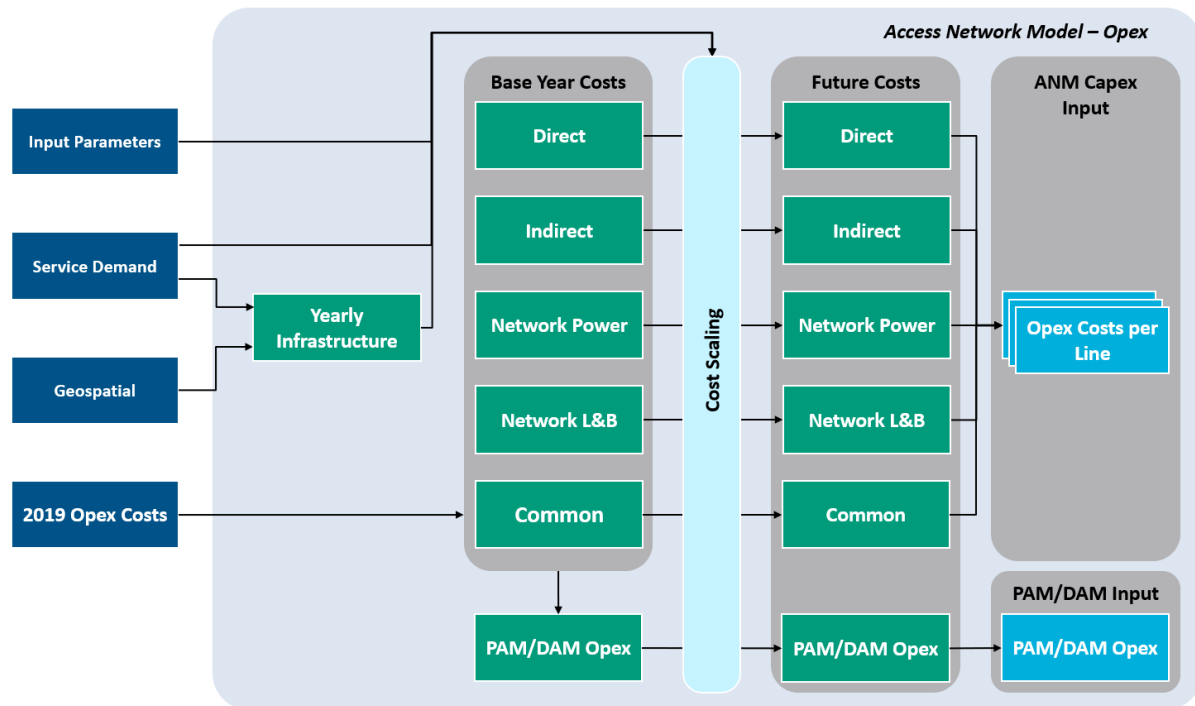 Access Network Model – Opex
Input Parameters
Service Demand
Geospatial
2019 Opex Costs
Yearly
Infrastructure
Base Year Costs
Direct
Indirect
Network Power
Network L&B
Common
PAM/DAM Opex
Cost Scaling
Future Costs
Direct
Indirect
Network Power
Network L&B
Common
PAM/DAM Opex
ANM Capex
Input
Opex Costs per
Line
PAM/DAM Input
PAM/DAM Opex